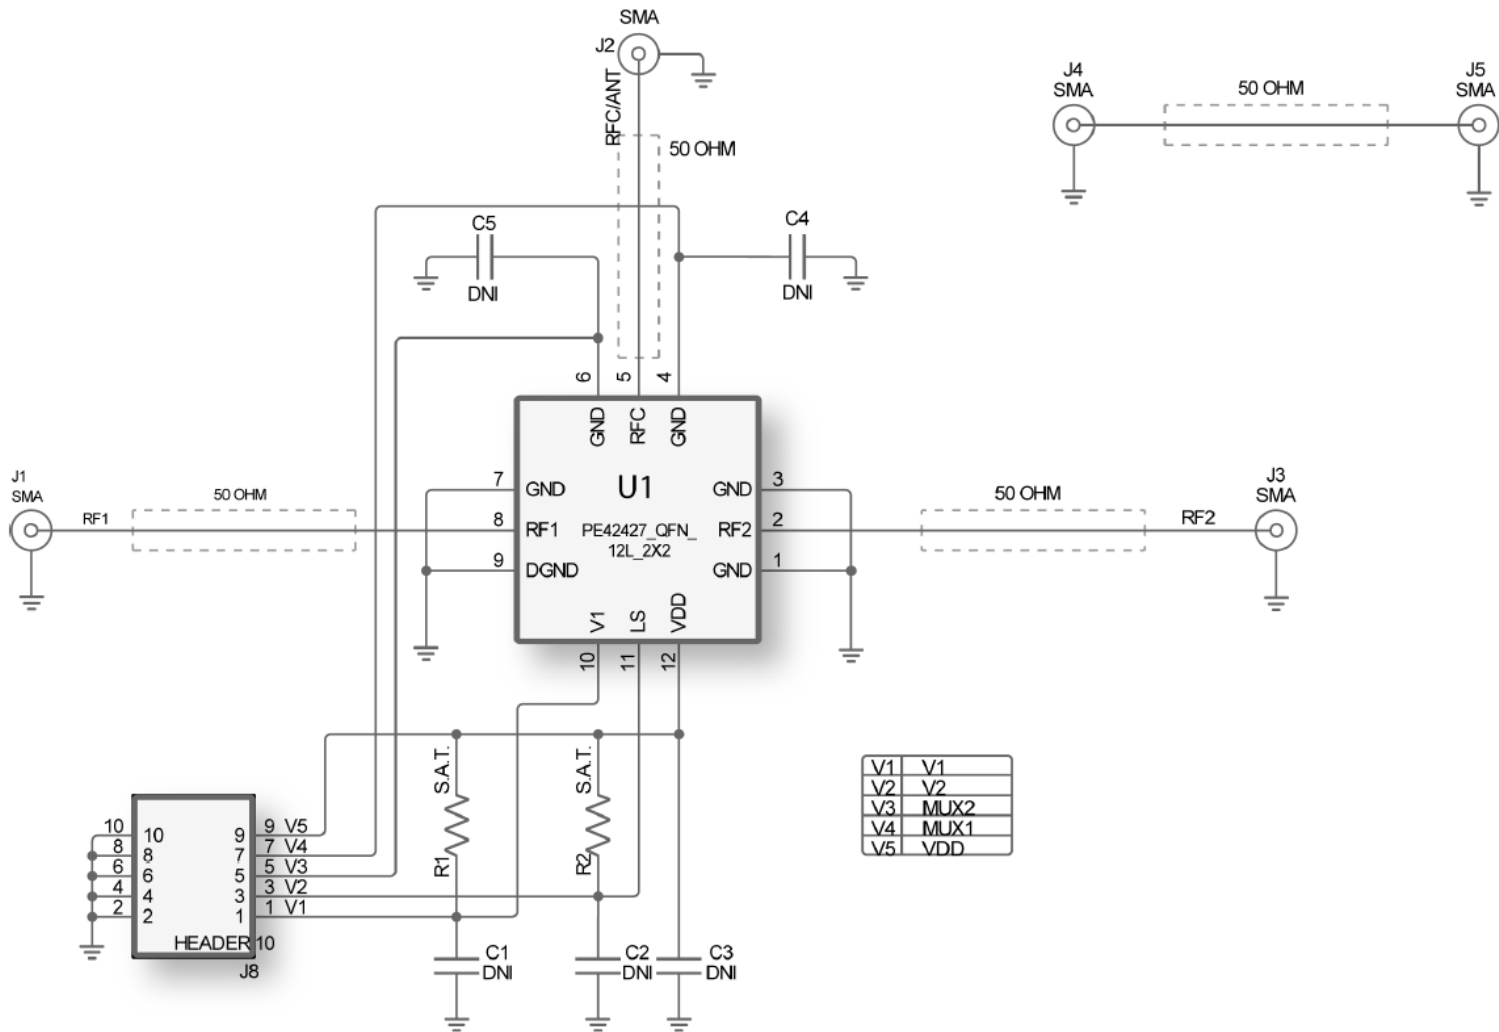 SMA
J2
RFC/ANT
50 OHM
J4
SMA
50 OHM
J5
SMA
C5
DNI
C4
DNI
6
5
4
GND
RFC
GND
J1
SMA
RF1
50 OHM
7
GND
8
RF1
9
DGND
U1
PE42427_QFN_
12L_2X2
GND
3
RF2
2
GND
1
50 OHM
RF2
J3
SMA
V1
LS
VDD
10
11
12
S.A.T.
R1
S.A.T.
R2
V1 V1
V2 V2
V3 MUX2
V4 MUX1
V5 VDD
10 10 9 9 V5
8 8 7 7 V4
6 6 5 5 V3
4 4 3 3 V2
2 2 1 1 V1
HEADER 10
J8
C1
DNI
C2
DNI
C3
DNI